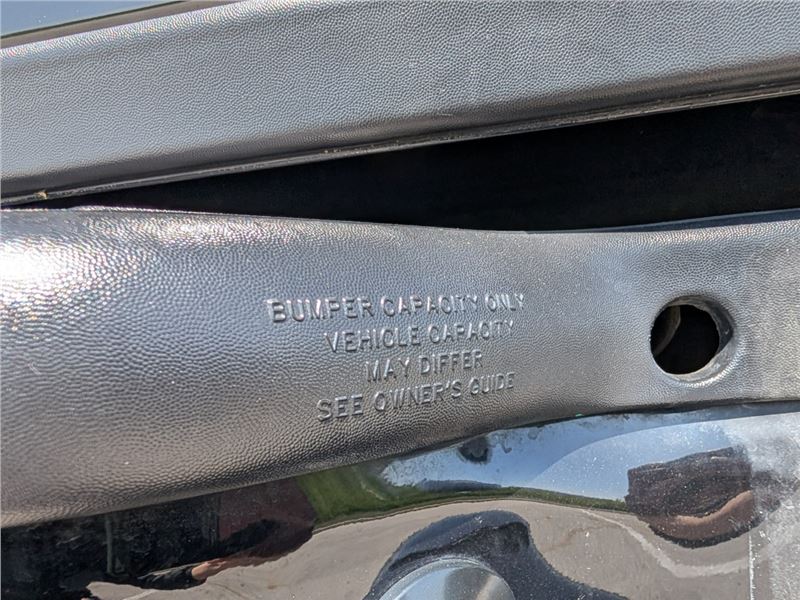 BUMPER CAPACITY ONLY
VEHICLE CAPACITY
MAY DIFFER
SEE OWNER'S GUIDE